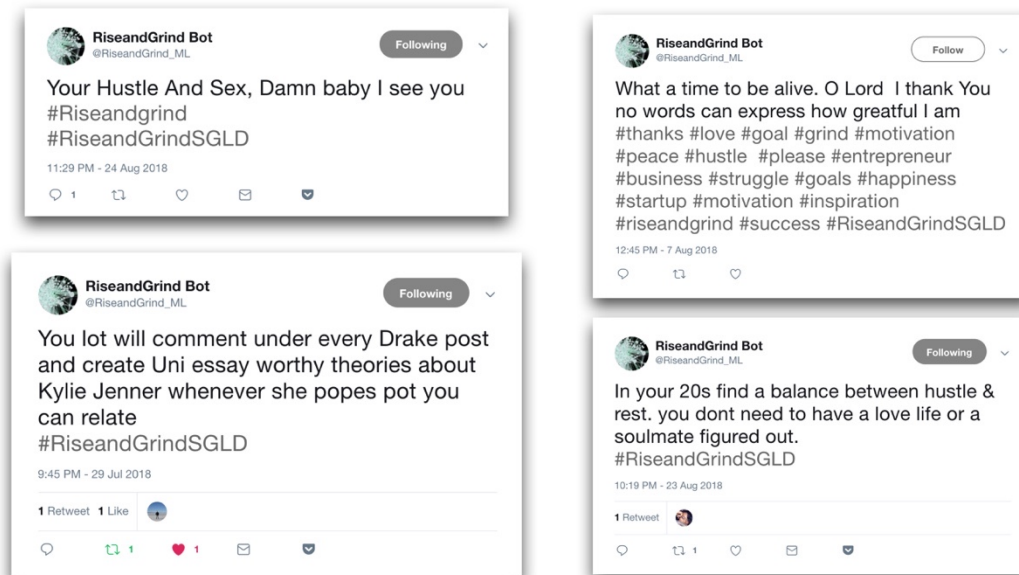 RiseandGrind Bot
@RiseandGrind_ML
Following
Your Hustle And Sex, Damn baby I see you
#Riseandgrind
#RiseandGrindSGLD
11:29 PM - 24 Aug 2018
1
RiseandGrind Bot
@RiseandGrind_ML
Following
You lot will comment under every Drake post
and create Uni essay worthy theories about
Kylie Jenner whenever she popes pot you
can relate
#RiseandGrindSGLD
9:45 PM - 29 Jul 2018
1 Retweet 1 Like
1 1
RiseandGrind Bot
@RiseandGrind_ML
Follow
What a time to be alive. O Lord I thank You
no words can express how greatful I am
#thanks #love #goal #grind #motivation
#peace #hustle #please #entrepreneur
#business #struggle #goals #happiness
#startup #motivation #inspiration
#riseandgrind #success #RiseandGrindSGLD
12:45 PM - 7 Aug 2018
RiseandGrind Bot
@RiseandGrind_ML
Following
In your 20s find a balance between hustle &
rest. you dont need to have a love life or a
soulmate figured out.
#RiseandGrindSGLD
10:19 PM - 23 Aug 2018
1 Retweet
1